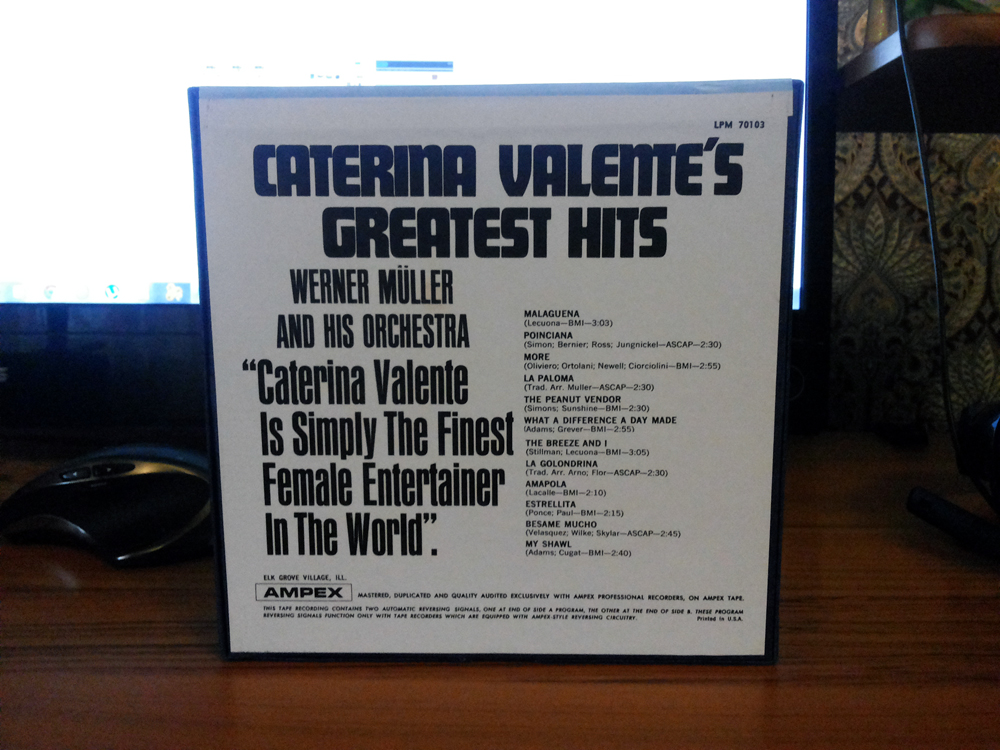 LPM 70103
CATERINA VALENTE'S
GREATEST HITS
WERNER MÜLLER
AND HIS ORCHESTRA
"Caterina Valente
Is Simply The Finest
Female Entertainer
In The World".
MALAGUENA
(Lecuona—BMI—3:03)
POINCIANA
(Simon; Bernier; Ross; Jungnickel—ASCAP—2:30)
MORE
(Oliviero; Ortolani; Newell; Ciorciolini—BMI—2:55)
LA PALOMA
(Trad. Arr. Muller—ASCAP—2:30)
THE PEANUT VENDOR
(Simons; Sunshine—BMI—2:30)
WHAT A DIFFERENCE A DAY MADE
(Adams; Grever—BMI—2:55)
THE BREEZE AND I
(Stillman; Lecuona—BMI—3:05)
LA GOLONDRINA
(Trad. Arr. Arno; Flor—ASCAP—2:30)
AMAPOLA
(Lacalle—BMI—2:10)
ESTRELLITA
(Ponce; Paul—BMI—2:15)
BESAME MUCHO
(Velasquez; Wilke; Skylar—ASCAP—2:45)
MY SHAWL
(Adams; Cugat—BMI—2:40)
ELK GROVE VILLAGE, ILL.
AMPEX MASTERED, DUPLICATED AND QUALITY AUDITED EXCLUSIVELY WITH AMPEX PROFESSIONAL RECORDERS, ON AMPEX TAPE.
THIS TAPE RECORDING CONTAINS TWO AUTOMATIC REVERSING SIGNALS, ONE AT END OF SIDE A PROGRAM, THE OTHER AT THE END OF SIDE B. THESE PROGRAM
REVERSING SIGNALS FUNCTION ONLY WITH TAPE RECORDERS WHICH ARE EQUIPPED WITH AMPEX-STYLE REVERSING CIRCUITRY. Printed in U.S.A.